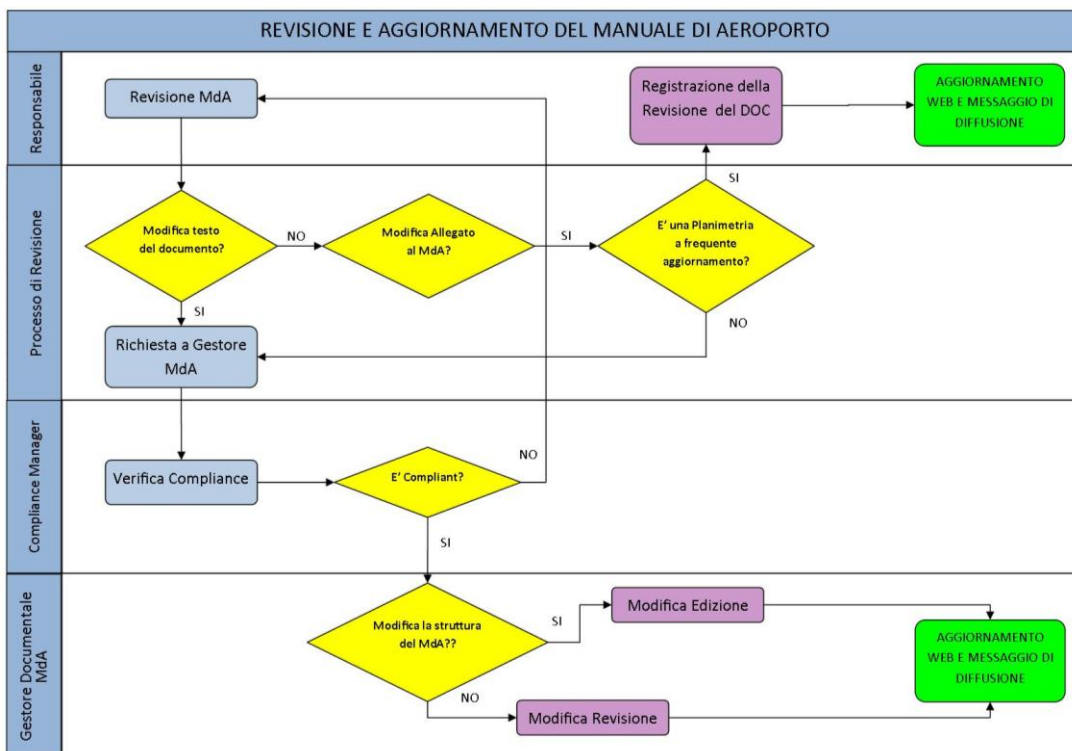 REVISIONE E AGGIORNAMENTO DEL MANUALE DI AEROPORTO
Responsabile
Revisione MdA
Registrazione della
Revisione del DOC
AGGIORNAMENTO
WEB E MESSAGGIO DI
DIFFUSIONE
Processo di Revisione
Modifica testo
del documento?
NO
Modifica Allegato
al MdA?
SI
E' una Planimetria
a frequente
aggiornamento?
SI
NO
SI
Richiesta a Gestore
MdA
Compliance Manager
Verifica Compliance
E' Compliant?
NO
SI
Gestore Documentale
MdA
Modifica la struttura
del MdA??
SI
Modifica Edizione
NO
Modifica Revisione
AGGIORNAMENTO
WEB E MESSAGGIO DI
DIFFUSIONE